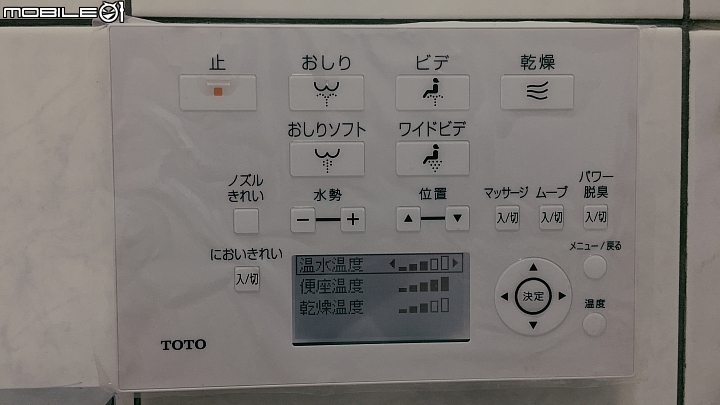 MOBILE01
止 おしり ビデ 乾燥
おしりソフト ワイドビデ
ノズル
きれい
水勢 位置 マッサージ ムーブ
パワー
脱臭
− + ▲ ▼ 入/切 入/切 入/切
においきれい
入/切
メニュー/戻る
温水温度
便座温度
乾燥温度
決定
温度
TOTO